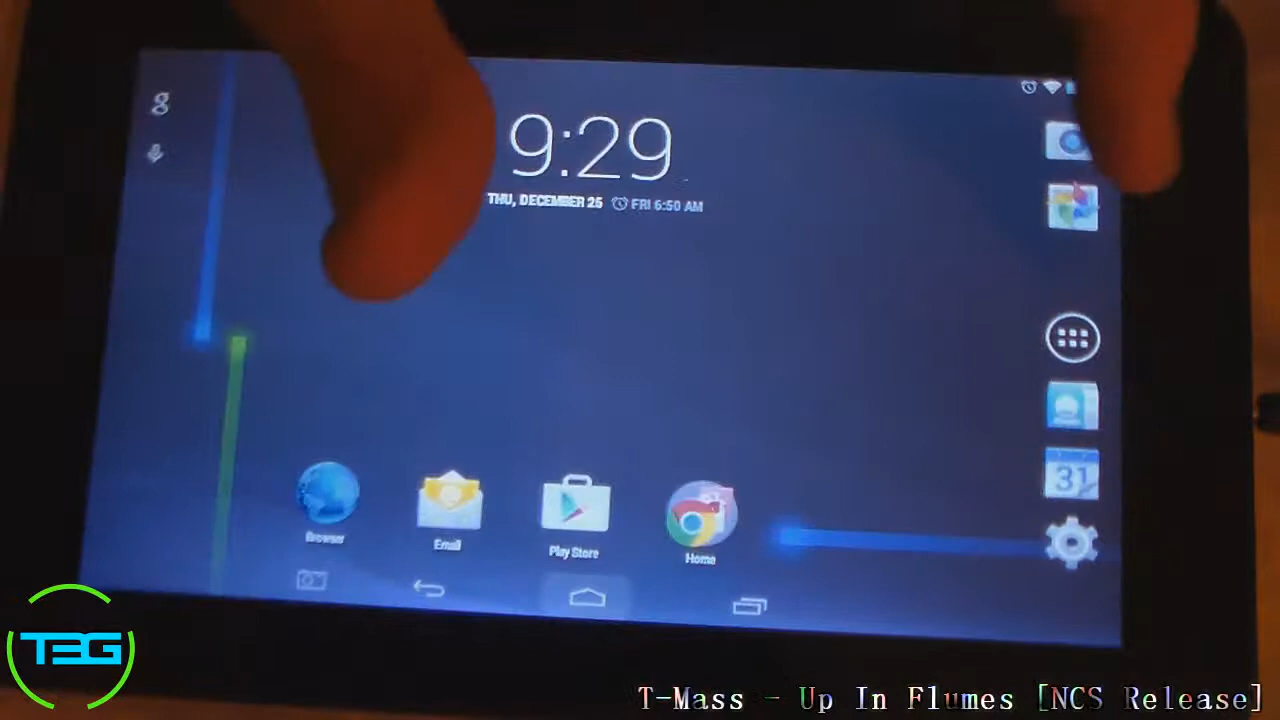 g
9:29
THU, DECEMBER 25 FRI 6:50 AM
31
Browser
Email
Play Store
Home
TBG
T-Mass - Up In Flumes [NCS Release]